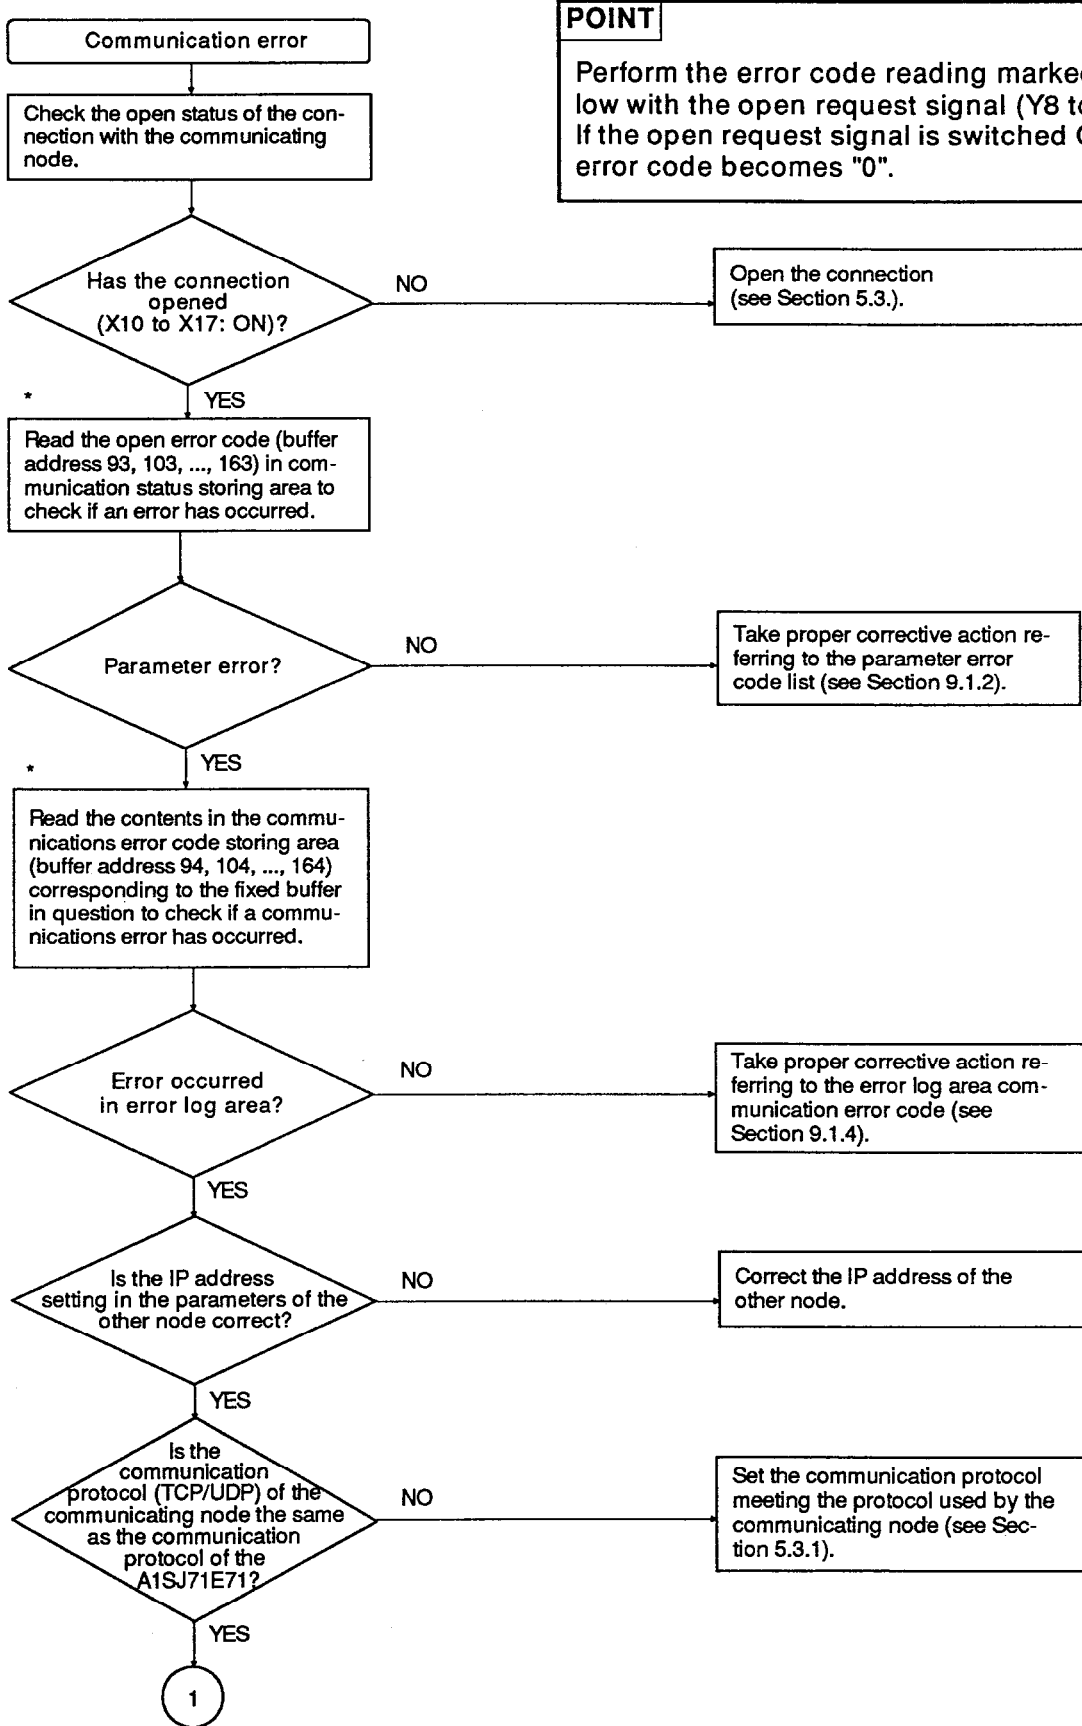 Communication error
POINT
Perform the error code reading marked
low with the open request signal (Y8 to
If the open request signal is switched
error code becomes "0".
Check the open status of the con-
nection with the communicating
node.
Has the connection
opened
(X10 to X17: ON)?
NO
Open the connection
(see Section 5.3.).
YES
*
Read the open error code (buffer
address 93, 103, ..., 163) in com-
munication status storing area to
check if an error has occurred.
Parameter error?
NO
Take proper corrective action re-
ferring to the parameter error
code list (see Section 9.1.2).
YES
*
Read the contents in the commu-
nications error code storing area
(buffer address 94, 104, ..., 164)
corresponding to the fixed buffer
in question to check if a commu-
nications error has occurred.
Error occurred
in error log area?
NO
Take proper corrective action re-
ferring to the error log area com-
munication error code (see
Section 9.1.4).
YES
Is the IP address
setting in the parameters of the
other node correct?
NO
Correct the IP address of the
other node.
YES
Is the
communication
protocol (TCP/UDP) of the
communicating node the same
as the communication
protocol of the
A1SJ71E71?
NO
Set the communication protocol
meeting the protocol used by the
communicating node (see Sec-
tion 5.3.1).
YES
1